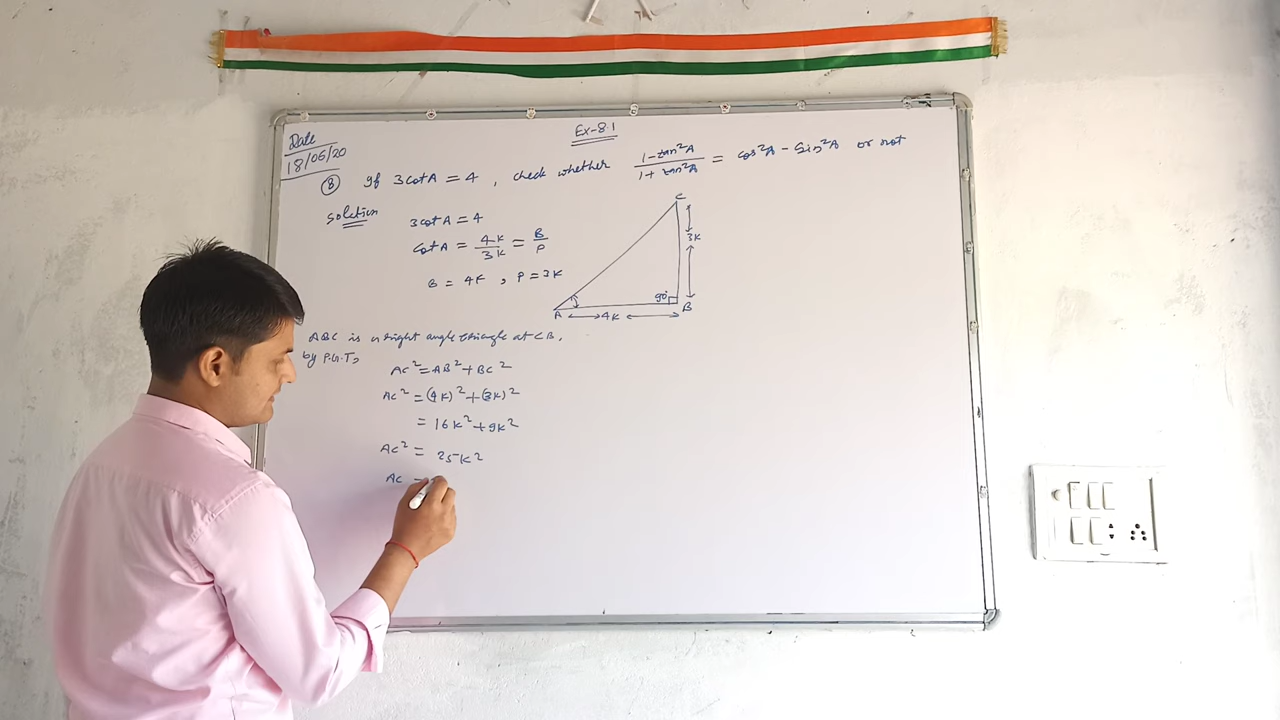 Ex-8.1
Date
18/06/20
8 If 3cotA = 4, check whether (1-tan²A)/(1+tan²A) = cos²A - Sin²A or not
Solution
3cotA = 4
cotA = 4K/3K = B/P
B = 4K, P = 3K
C
3K
90°
A 4K B
ABC is a right angle triangle at ∠B,
by P.G.T,
AC² = AB² + BC²
AC² = (4K)² + (3K)²
= 16K² + 9K²
AC² = 25K²
AC =